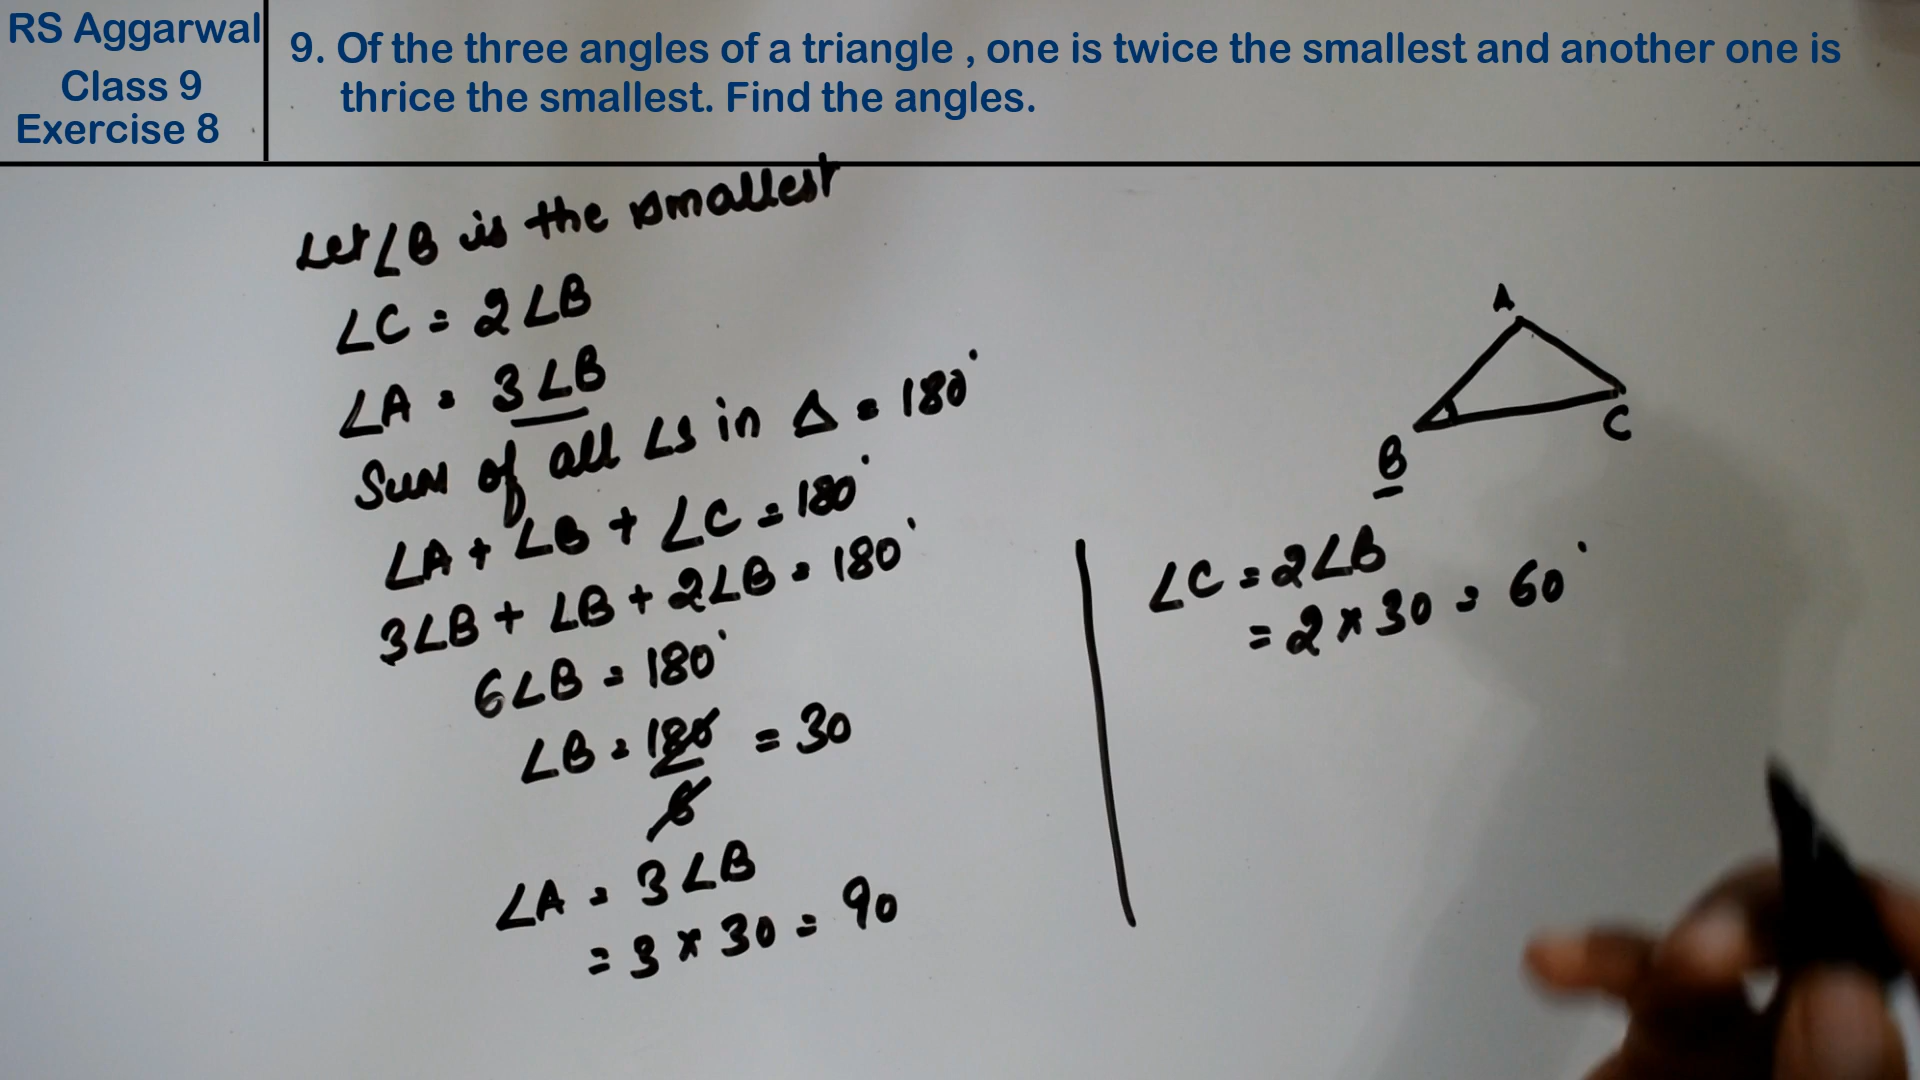 RS Aggarwal
Class 9
Exercise 8
9. Of the three angles of a triangle , one is twice the smallest and another one is
thrice the smallest. Find the angles.
Let ∠B is the smallest
∠C = 2∠B
∠A = 3∠B
Sum of all ∠s in Δ = 180°
∠A + ∠B + ∠C = 180°
3∠B + ∠B + 2∠B = 180°
6∠B = 180°
∠B = 180/6 = 30
∠A = 3∠B
= 3 × 30 = 90
A
B
C
∠C = 2∠B
= 2 × 30 = 60°